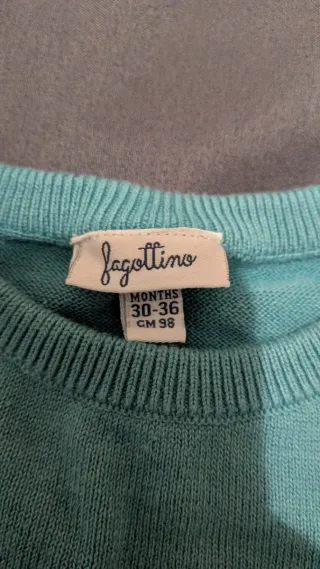 fagottino
MONTHS
30-36
CM 98